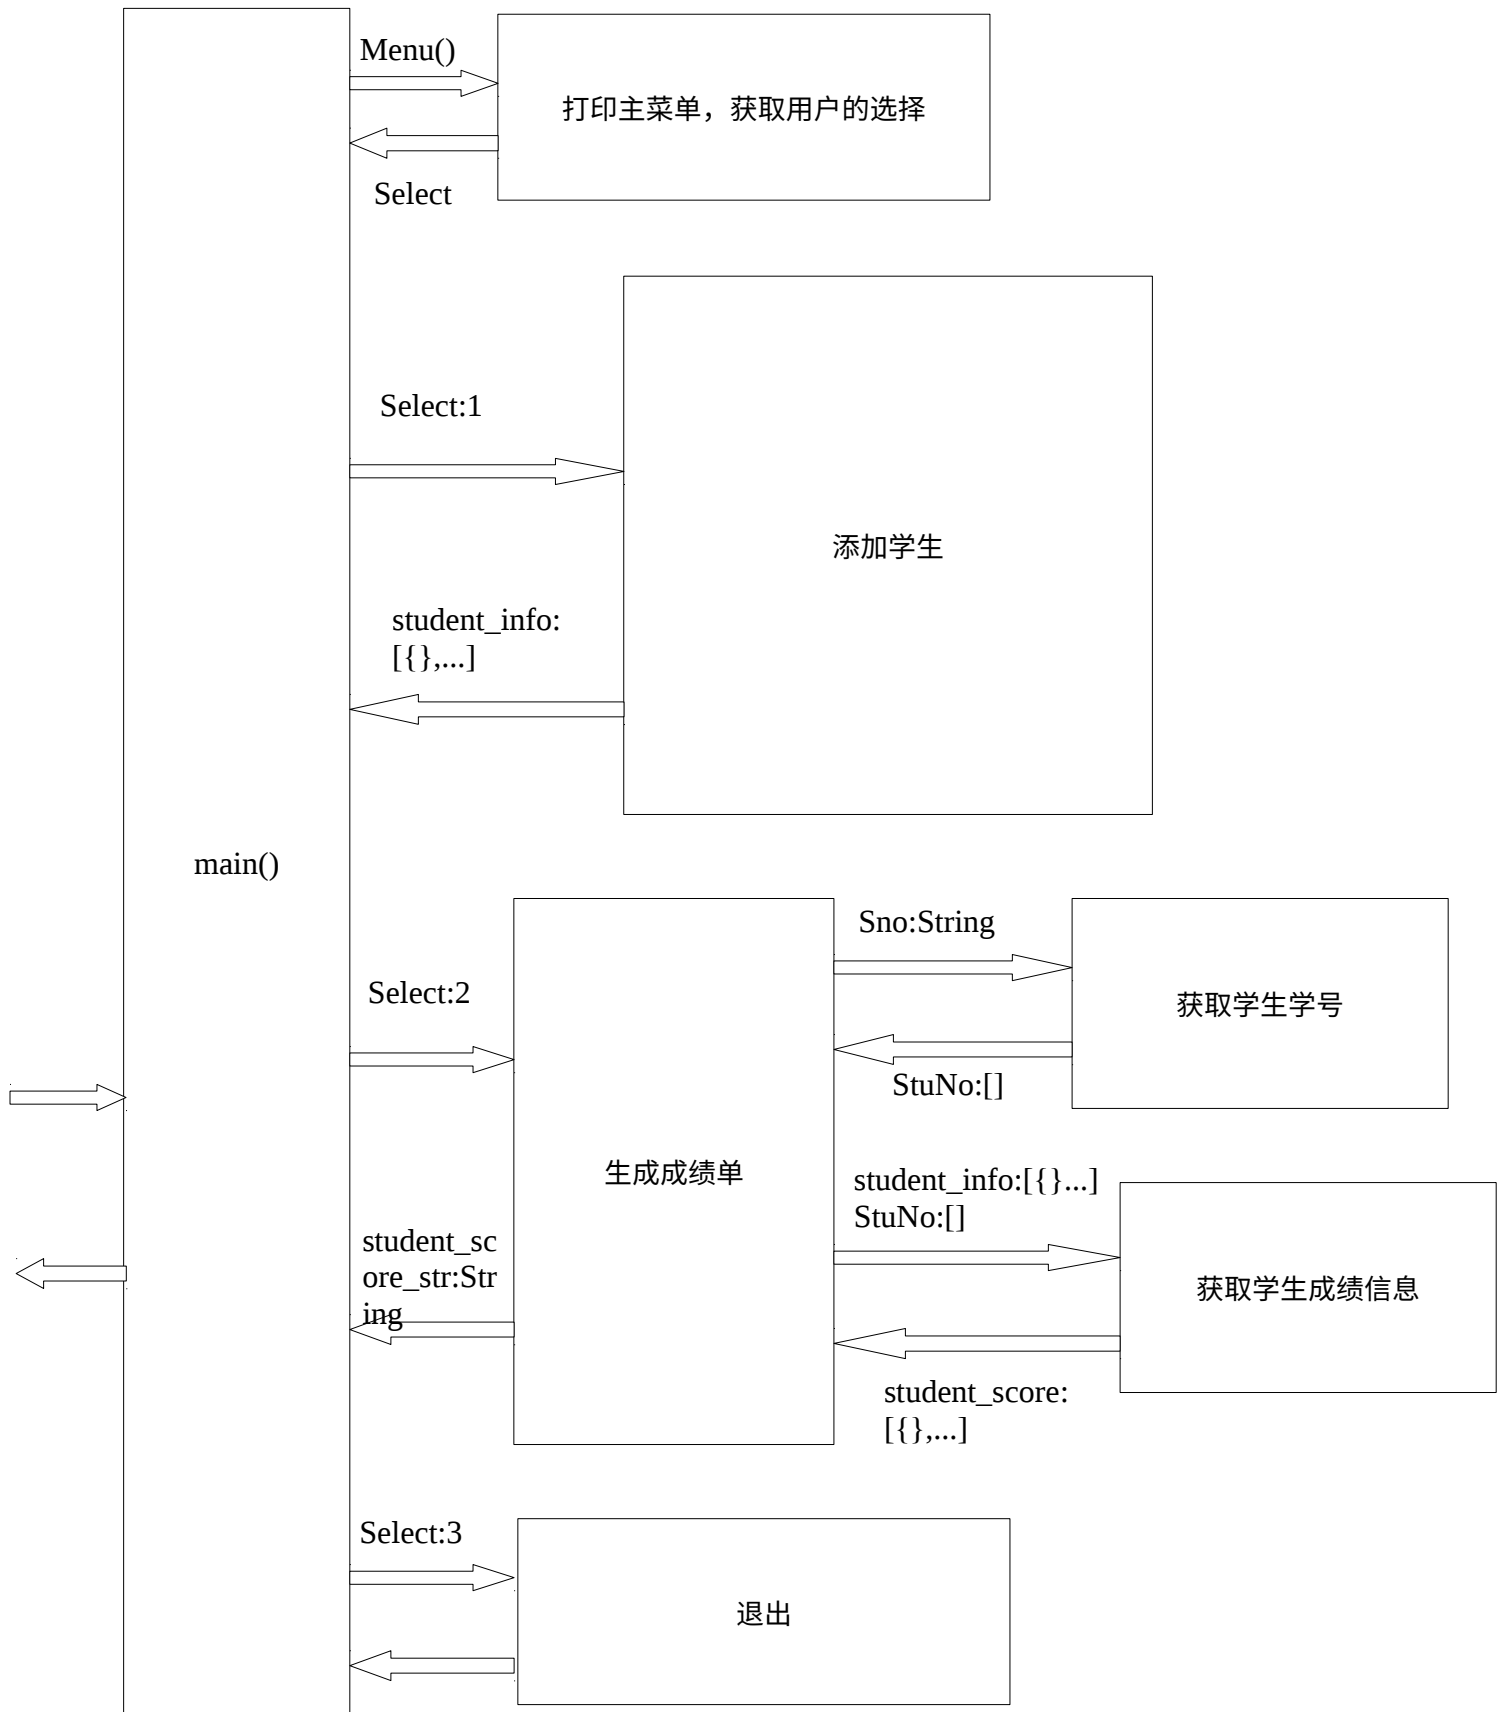 Menu()
打印主菜单，获取用户的选择
Select
Select:1
添加学生
student_info:
[{},...]
main()
Sno:String
Select:2
获取学生学号
StuNo:[]
生成成绩单
student_info:[{}...]
StuNo:[]
student_sc
ore_str:Str
ing
获取学生成绩信息
student_score:
[{},...]
Select:3
退出